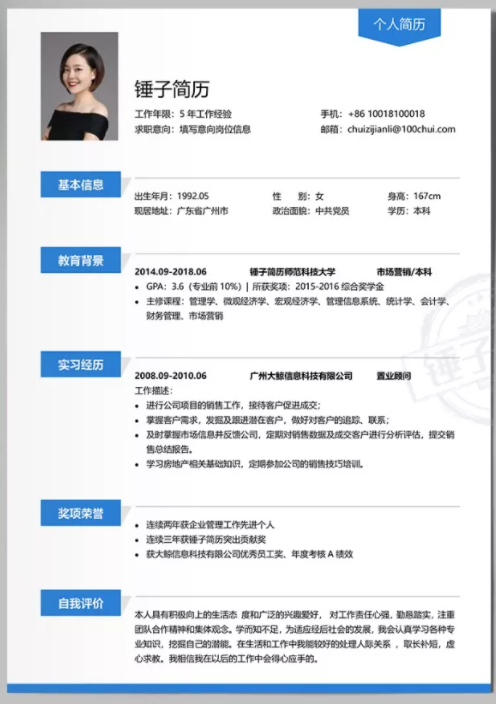 个人简历
锤子简历
工作年限：5 年工作经验 手机：+86 10018100018
求职意向：填写意向岗位信息 邮箱：chuizijianli@100chui.com
基本信息
出生年月：1992.05 性 别：女 身高：167cm
现居地址：广东省广州市 政治面貌：中共党员 学历：本科
教育背景
2014.09-2018.06 锤子简历师范科技大学 市场营销/本科
• GPA：3.6（专业前 10%）| 所获奖项：2015-2016 综合奖学金
• 主修课程：管理学、微观经济学、宏观经济学、管理信息系统、统计学、会计学、
财务管理、市场营销
实习经历
2008.09-2010.06 广州大鲸信息科技有限公司 置业顾问
工作描述：
• 进行公司项目的销售工作，接待客户促进成交；
• 掌握客户需求，发掘及跟进潜在客户，做好对客户的追踪、联系；
• 及时掌握市场信息并反馈公司，定期对销售数据及成交客户进行分析评估，提交销
售总结报告。
• 学习房地产相关基础知识，定期参加公司的销售技巧培训。
奖项荣誉
• 连续两年获企业管理工作先进个人
• 连续三年获锤子简历突出贡献奖
• 获大鲸信息科技有限公司优秀员工奖、年度考核 A 绩效
自我评价
本人具有积极向上的生活态 度和广泛的兴趣爱好， 对工作责任心强，勤恳踏实，注重
团队合作精神和集体观念。学而知不足，为适应经后社会的发展，我会认真学习各种专
业知识，挖掘自己的潜能。在生活和工作中我能较好的处理人际关系 ，取长补短，虚
心求教。我相信我在以后的工作中会得心应手的。